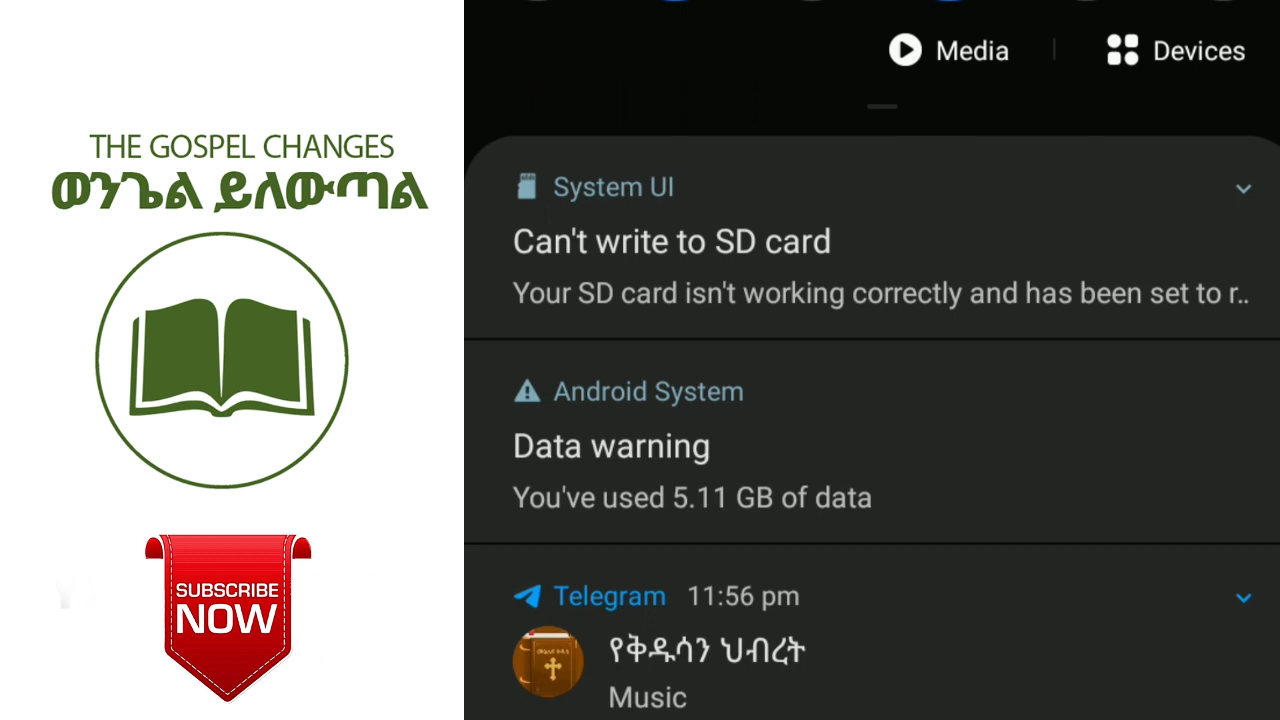 THE GOSPEL CHANGES
ወንጌል ይለውጣል
SUBSCRIBE
NOW
Media
Devices
System UI
Can't write to SD card
Your SD card isn't working correctly and has been set to r..
Android System
Data warning
You've used 5.11 GB of data
Telegram 11:56 pm
የቅዱሳን ህብረት
Music